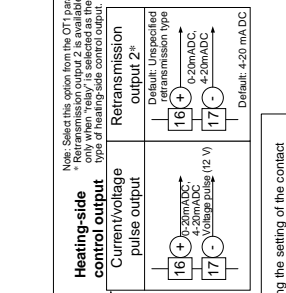 Note: Select this option from the OT1 par
* Retransmission output 2 is available
only when "relay" is selected as the
type of heating-side control output.
Heating-side
control output
Current/voltage
pulse output
16 +
17 -
0-20mADC,
4-20mADC
Voltage pulse (12 V)
Retransmission
output 2*
Default: Unspecified
retransmission type
16 +
17 -
0-20mADC,
4-20mADC
Default: 4-20 mA DC
ng the setting of the contact